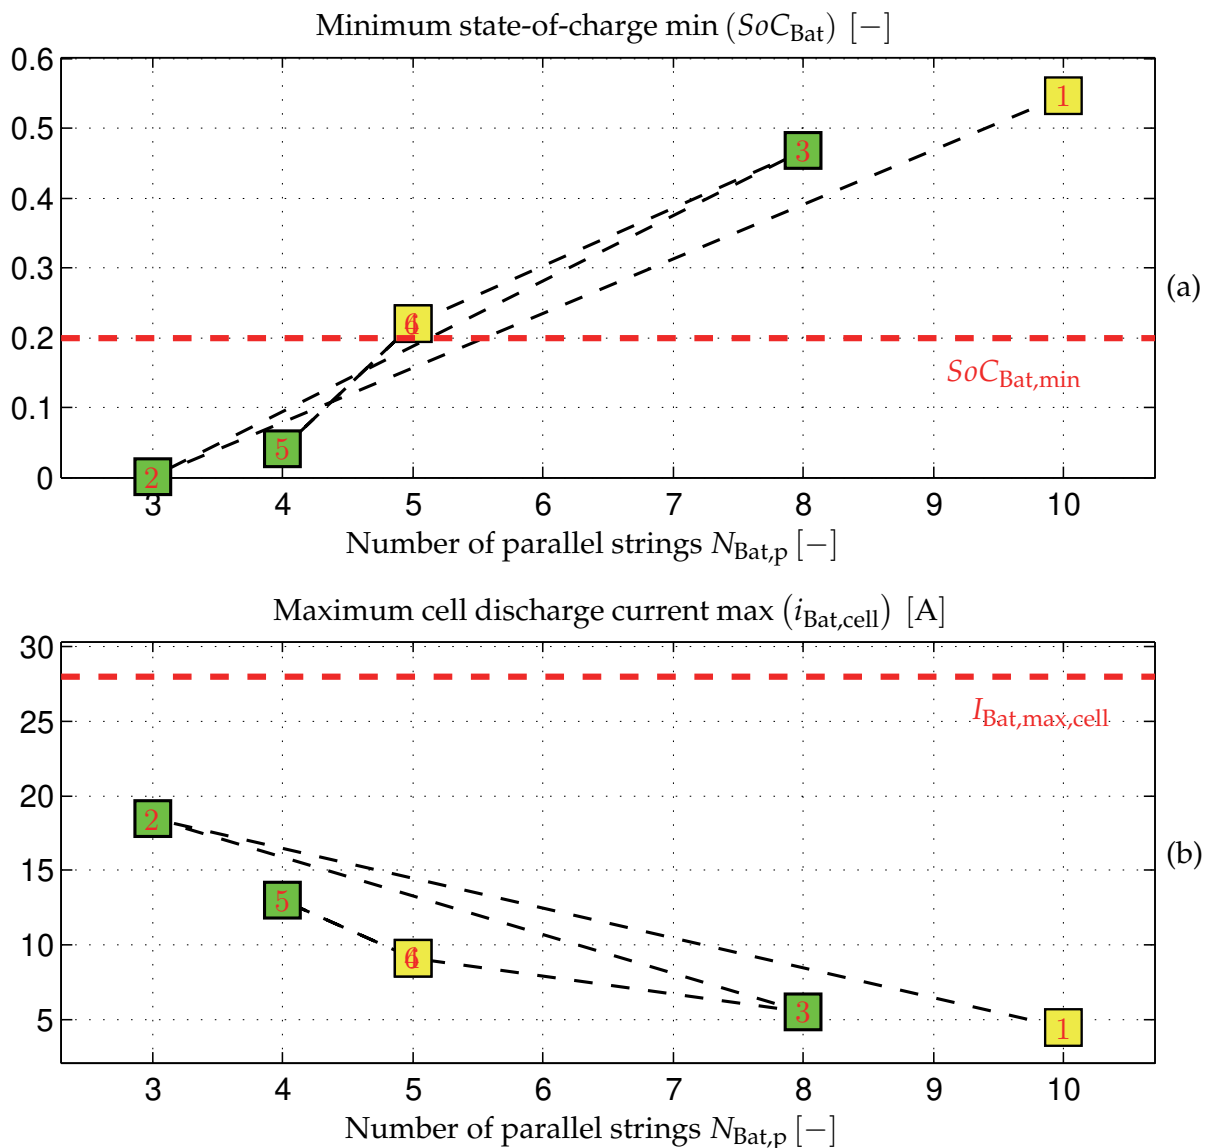 Minimum state-of-charge min (SoC_Bat) [−]
0.6
0.5
0.4
0.3
0.2
0.1
0
1
3
2
5
SoC_Bat,min
(a)
3 4 5 6 7 8 9 10
Number of parallel strings N_Bat,p [−]
Maximum cell discharge current max (i_Bat,cell) [A]
30
25
20
15
10
5
I_Bat,max,cell
2
5
3
1
(b)
3 4 5 6 7 8 9 10
Number of parallel strings N_Bat,p [−]